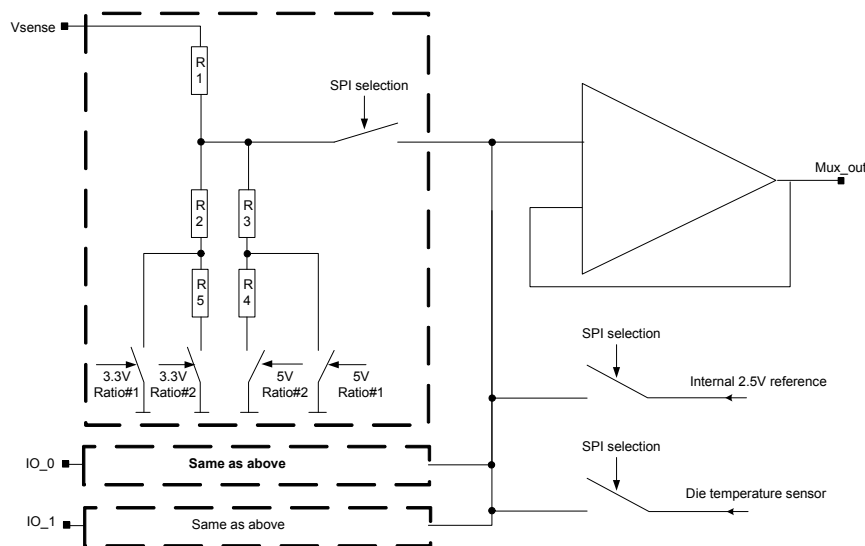 Vsense
R
1
SPI selection
R
2
R
3
R
5
R
4
3.3V
Ratio#1
3.3V
Ratio#2
5V
Ratio#2
5V
Ratio#1
Mux_out
SPI selection
Internal 2.5V reference
IO_0
Same as above
SPI selection
Die temperature sensor
IO_1
Same as above